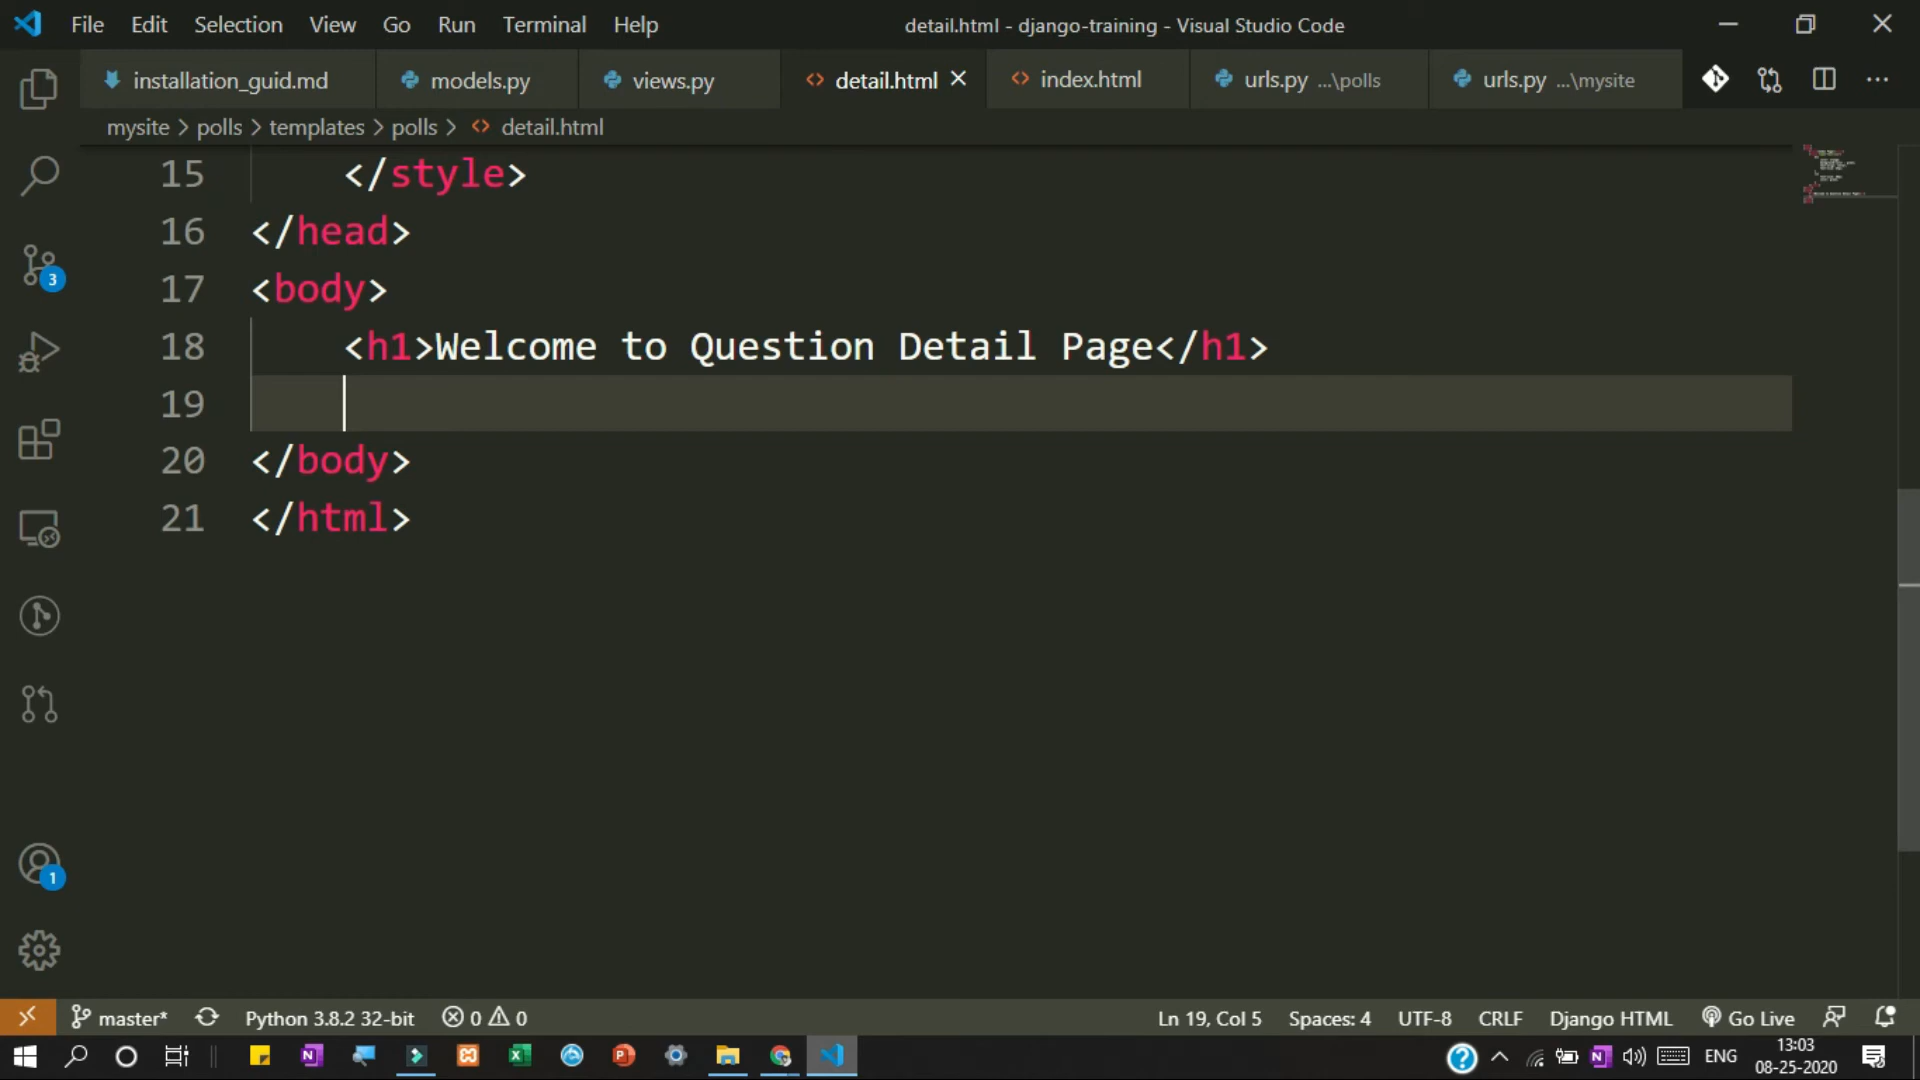 File Edit Selection View Go Run Terminal Help detail.html - django-training - Visual Studio Code
installation_guid.md models.py views.py detail.html index.html urls.py ...\polls urls.py ...\mysite
mysite > polls > templates > polls > detail.html
15 </style>
16 </head>
17 <body>
18 <h1>Welcome to Question Detail Page</h1>
19
20 </body>
21 </html>
3
1
master* Python 3.8.2 32-bit 0 0 Ln 19, Col 5 Spaces: 4 UTF-8 CRLF Django HTML Go Live
ENG 13:03
08-25-2020